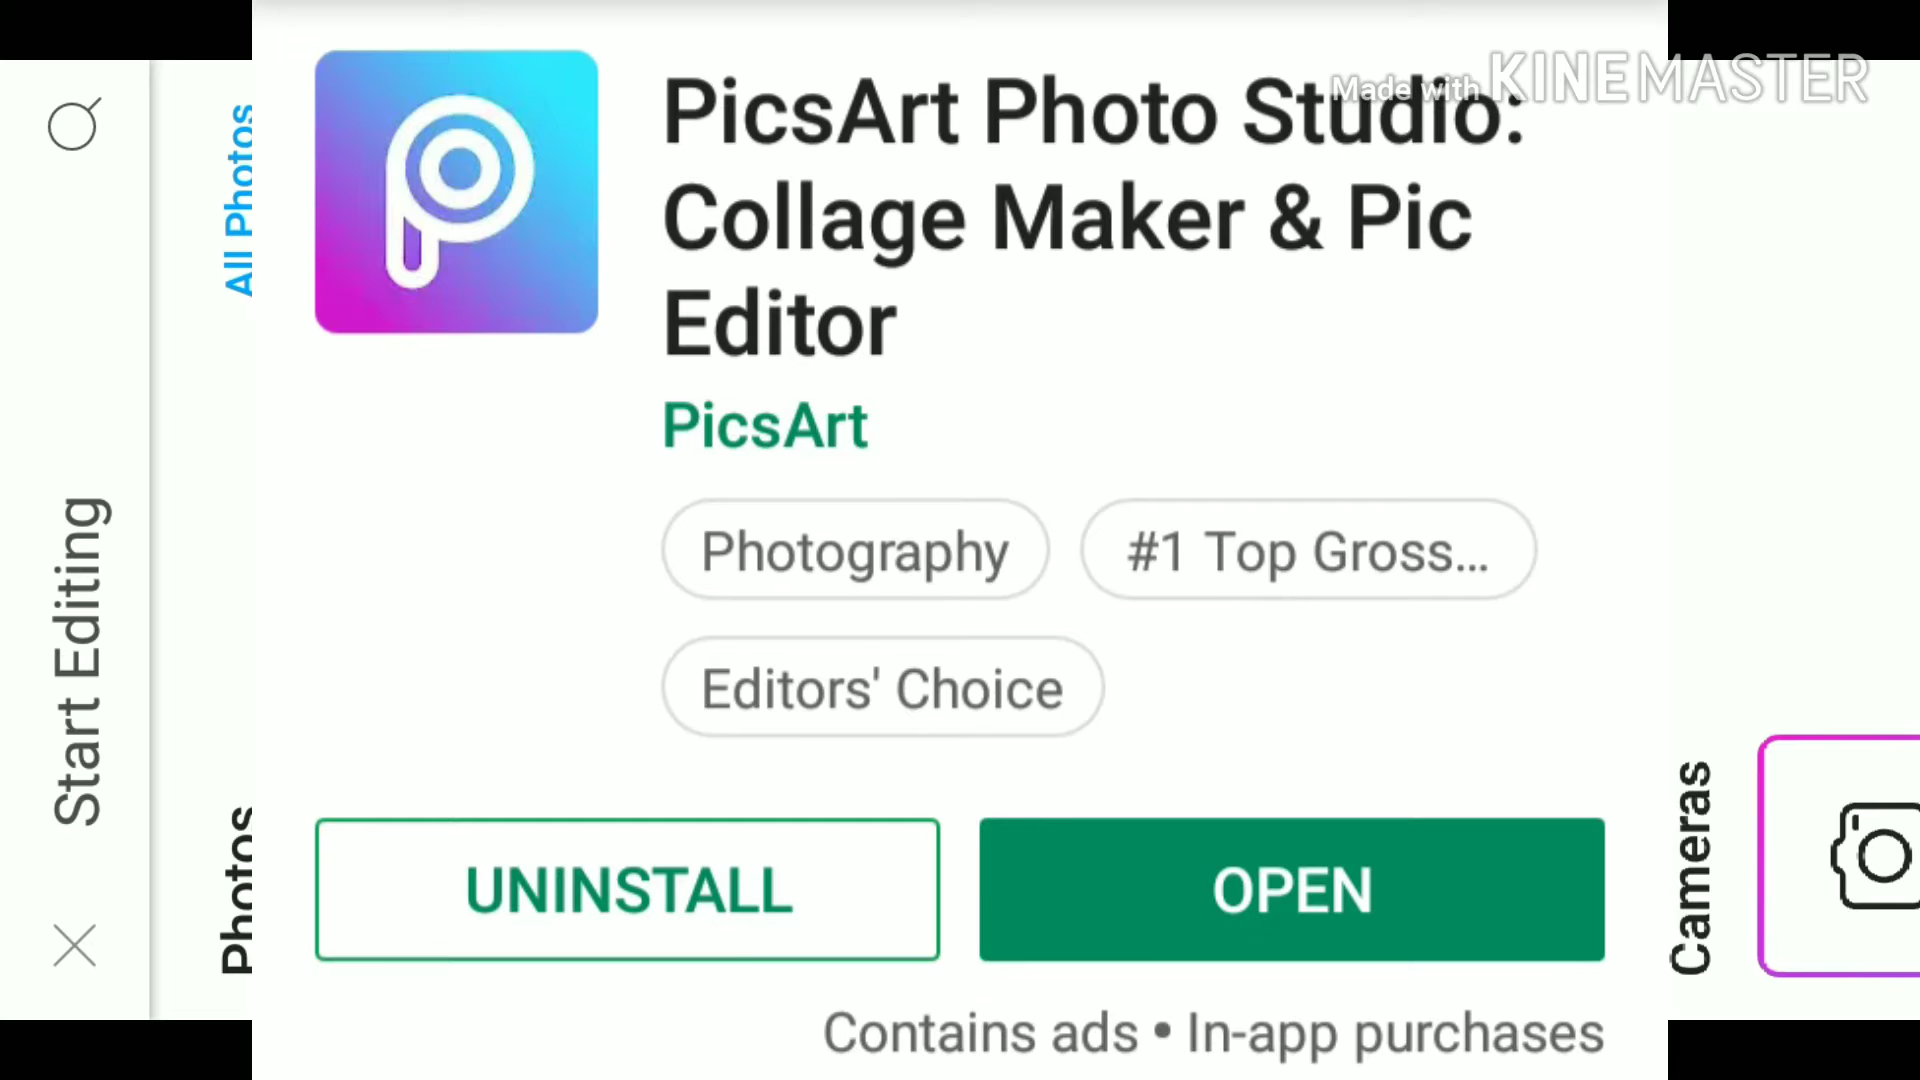 Made with KINEMASTER
PicsArt Photo Studio:
Collage Maker & Pic
Editor
PicsArt
Photography
#1 Top Gross...
Editors' Choice
UNINSTALL
OPEN
Contains ads • In-app purchases
Start Editing
All Photos
Photos
Cameras